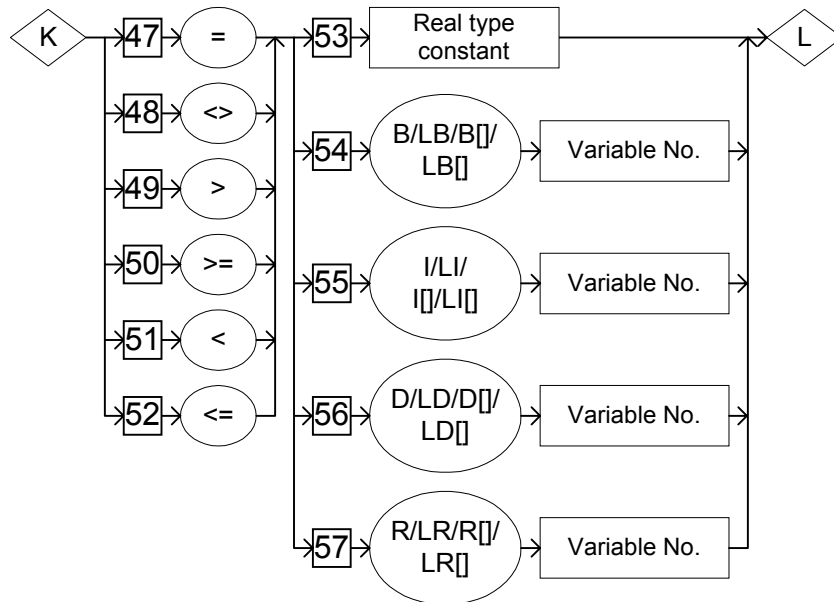 K
47
=
53
Real type
constant
L
48
<>
54
B/LB/B[]/
LB[]
Variable No.
49
>
50
>=
55
I/LI/
I[]/LI[]
Variable No.
51
<
52
<=
56
D/LD/D[]/
LD[]
Variable No.
57
R/LR/R[]/
LR[]
Variable No.